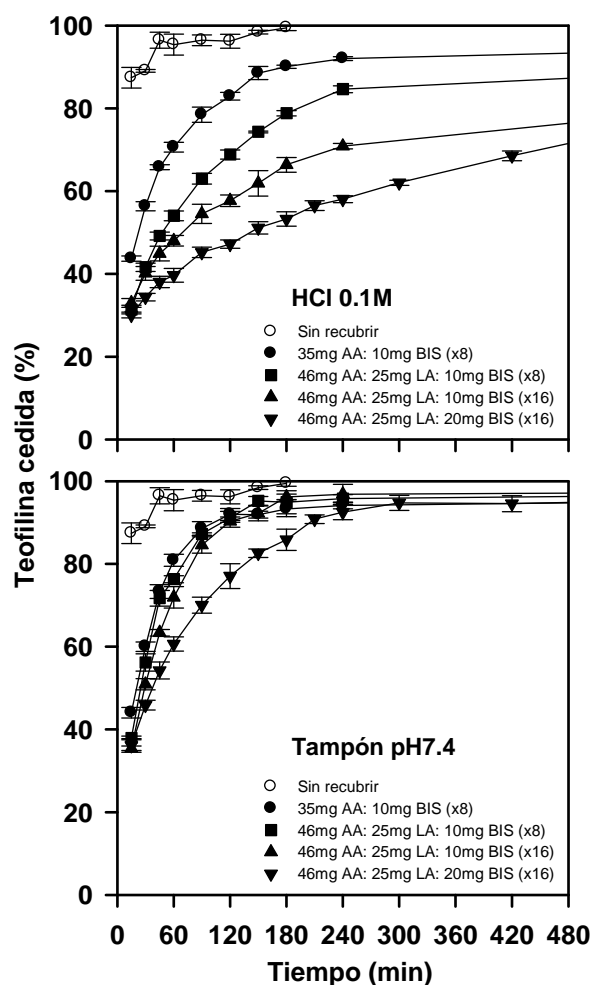 Teofilina cedida (%)
100
80
60
40
20
0
HCl 0.1M
Sin recubrir
35mg AA: 10mg BIS (x8)
46mg AA: 25mg LA: 10mg BIS (x8)
46mg AA: 25mg LA: 10mg BIS (x16)
46mg AA: 25mg LA: 20mg BIS (x16)
100
80
60
40
20
0
Tampón pH7.4
Sin recubrir
35mg AA: 10mg BIS (x8)
46mg AA: 25mg LA: 10mg BIS (x8)
46mg AA: 25mg LA: 10mg BIS (x16)
46mg AA: 25mg LA: 20mg BIS (x16)
0 60 120 180 240 300 360 420 480
Tiempo (min)